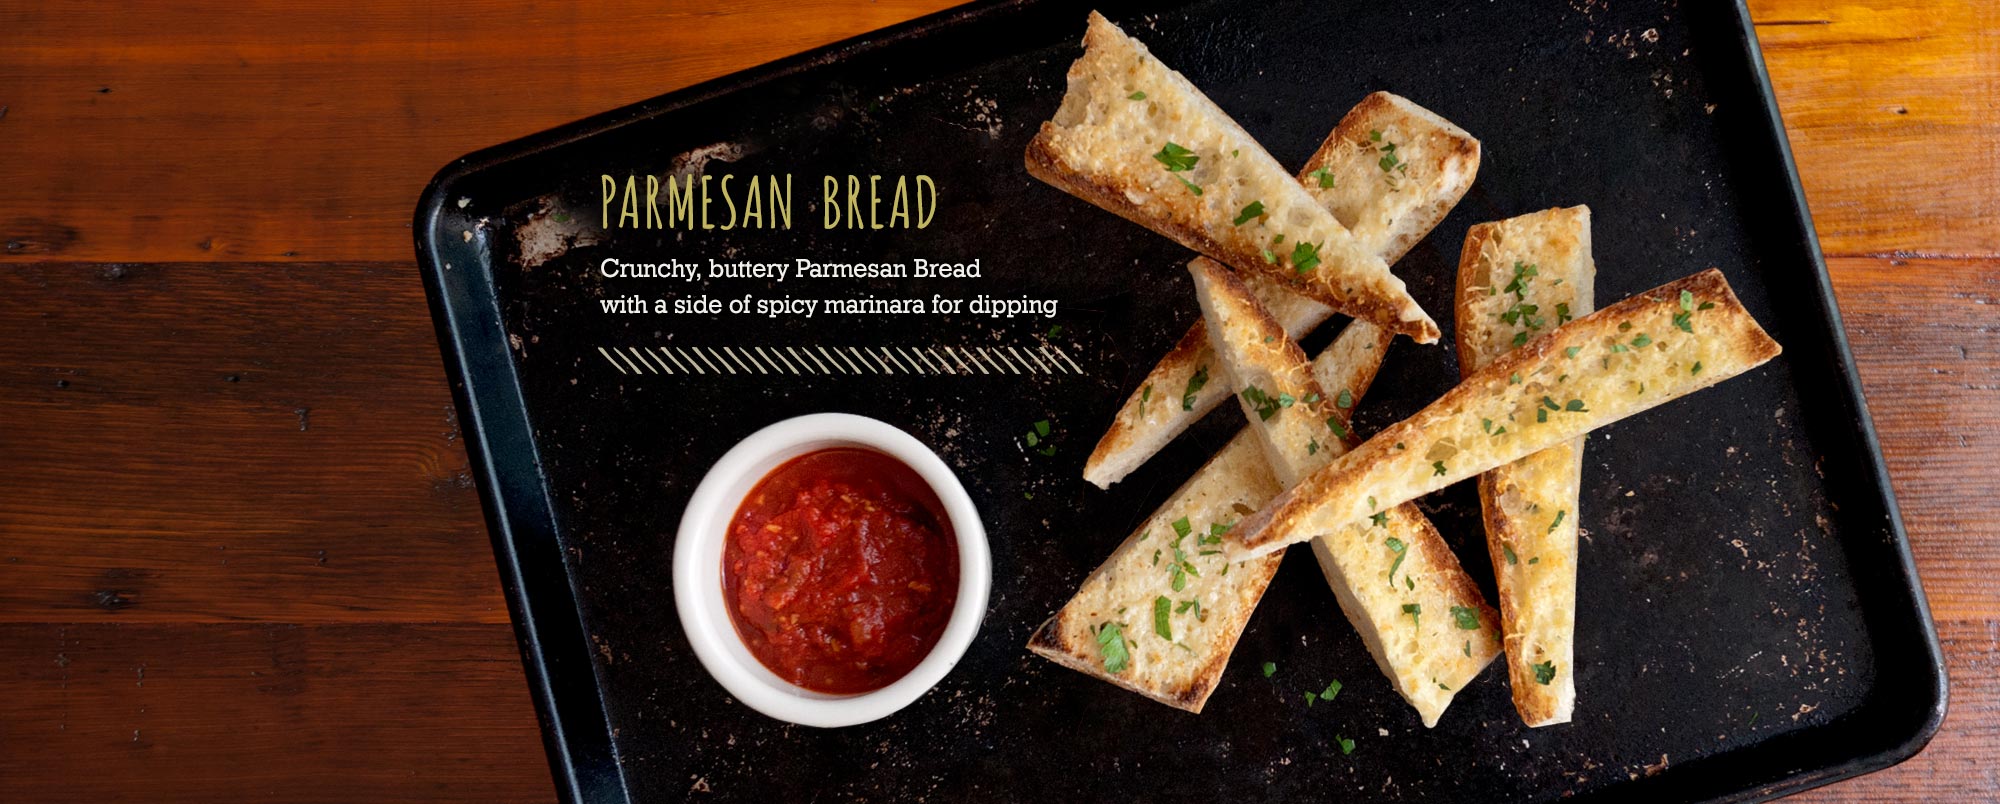 PARMESAN BREAD
Crunchy, buttery Parmesan Bread
with a side of spicy marinara for dipping